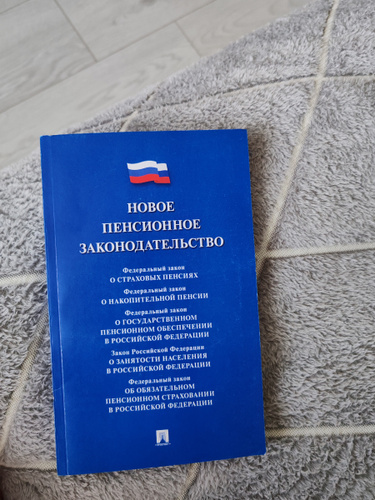 НОВОЕ
ПЕНСИОННОЕ
ЗАКОНОДАТЕЛЬСТВО
Федеральный закон
О СТРАХОВЫХ ПЕНСИЯХ
Федеральный закон
О НАКОПИТЕЛЬНОЙ ПЕНСИИ
Федеральный закон
О ГОСУДАРСТВЕННОМ
ПЕНСИОННОМ ОБЕСПЕЧЕНИИ
В РОССИЙСКОЙ ФЕДЕРАЦИИ
Закон Российской Федерации
О ЗАНЯТОСТИ НАСЕЛЕНИЯ
В РОССИЙСКОЙ ФЕДЕРАЦИИ
Федеральный закон
ОБ ОБЯЗАТЕЛЬНОМ
ПЕНСИОННОМ СТРАХОВАНИИ
В РОССИЙСКОЙ ФЕДЕРАЦИИ